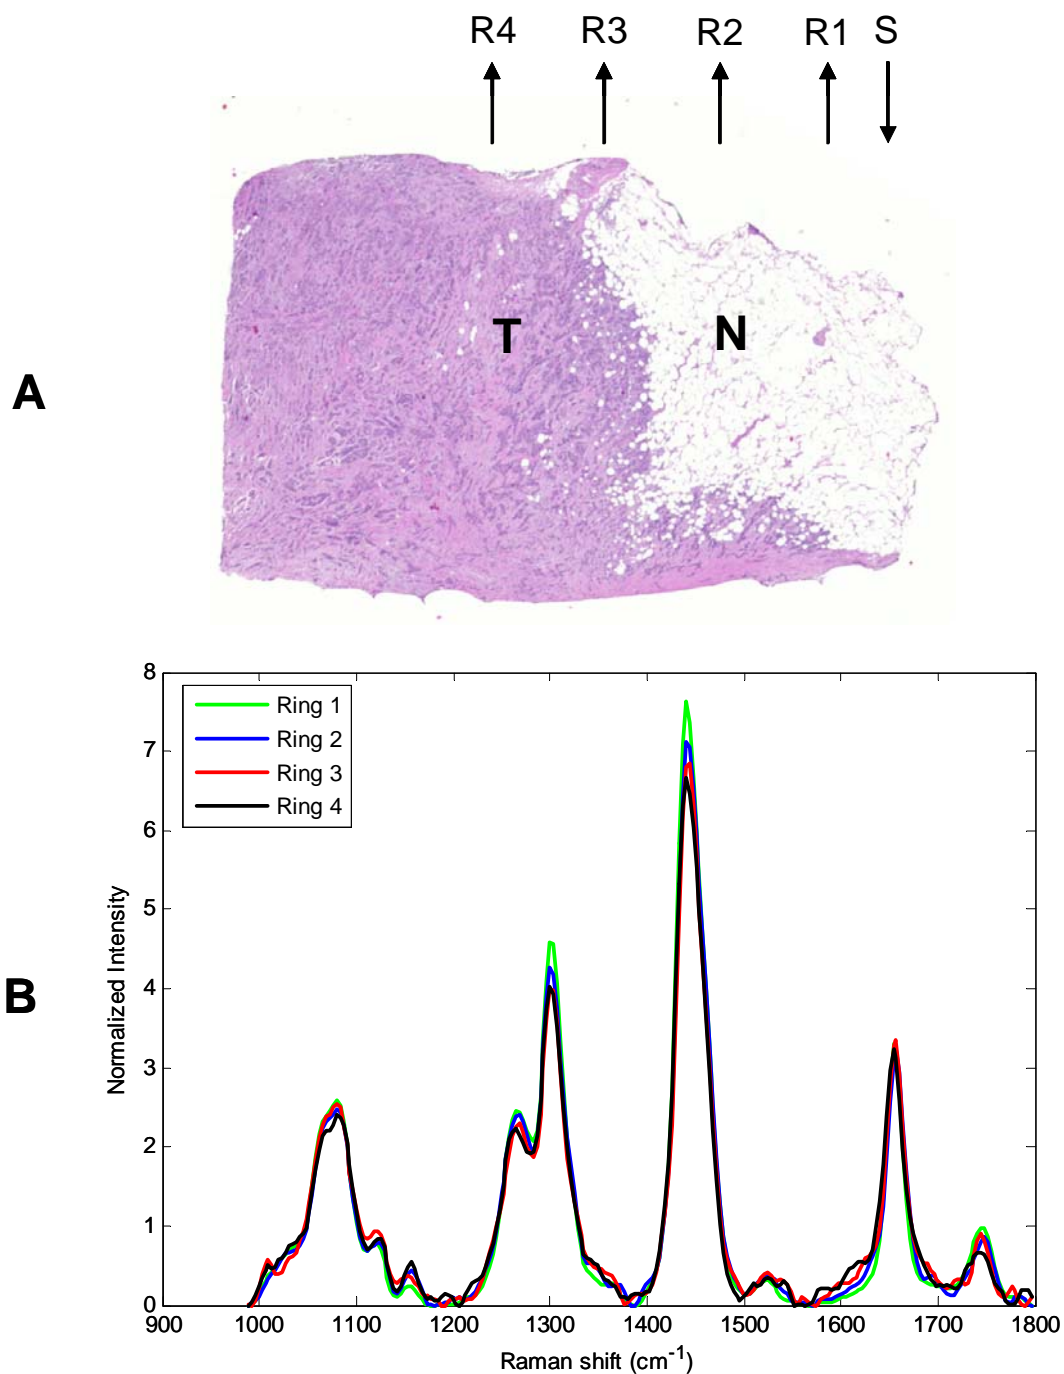 R4 R3 R2 R1 S
T N
A
8
7
6
5
4
3
2
1
0
Ring 1
Ring 2
Ring 3
Ring 4
Normalized Intensity
B
900 1000 1100 1200 1300 1400 1500 1600 1700 1800
Raman shift (cm⁻¹)